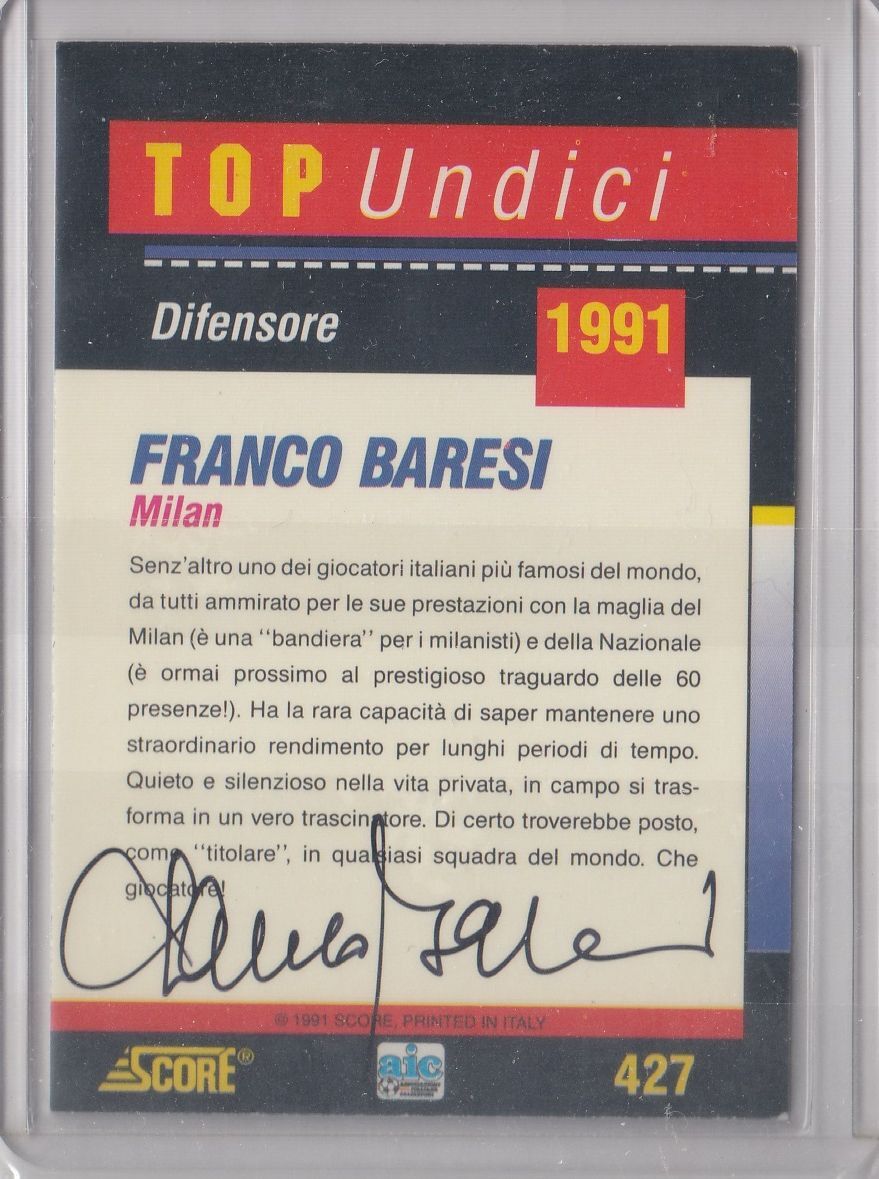 TOP Undici
Difensore
1991
FRANCO BARESI
Milan
Senz'altro uno dei giocatori italiani più famosi del mondo,
da tutti ammirato per le sue prestazioni con la maglia del
Milan (è una ''bandiera'' per i milanisti) e della Nazionale
(è ormai prossimo al prestigioso traguardo delle 60
presenze!). Ha la rara capacità di saper mantenere uno
straordinario rendimento per lunghi periodi di tempo.
Quieto e silenzioso nella vita privata, in campo si tras-
forma in un vero trascinatore. Di certo troverebbe posto,
come ''titolare'', in qualsiasi squadra del mondo. Che
giocatore!
© 1991 SCORE, PRINTED IN ITALY
SCORE®
aic
427